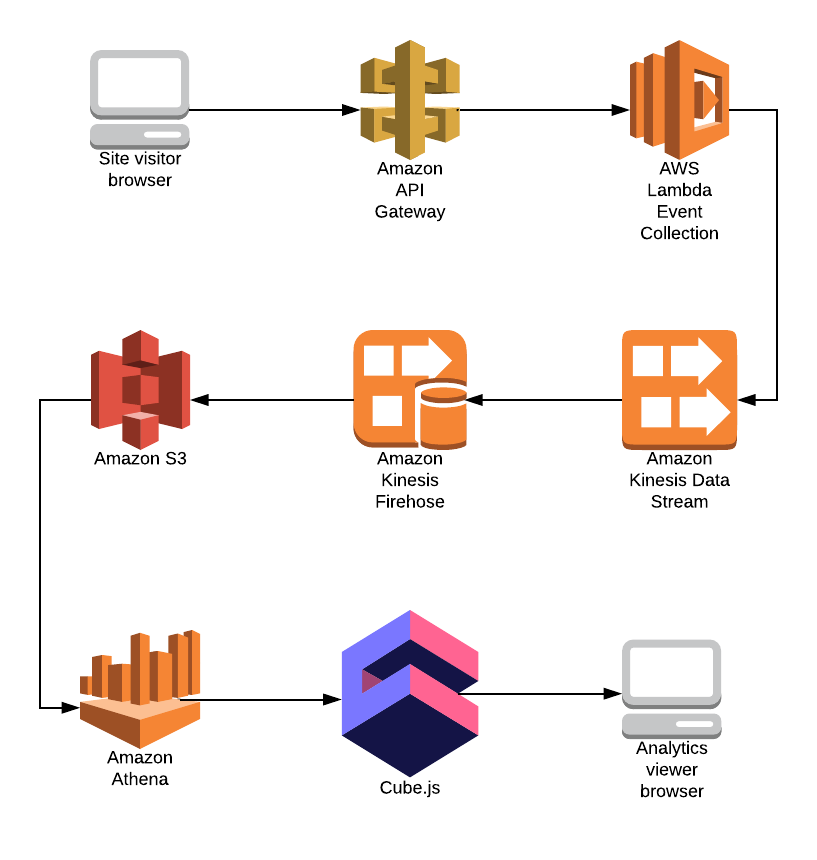 Site visitor
browser
Amazon
API
Gateway
AWS
Lambda
Event
Collection
Amazon S3
Amazon
Kinesis
Firehose
Amazon
Kinesis Data
Stream
Amazon
Athena
Cube.js
Analytics
viewer
browser